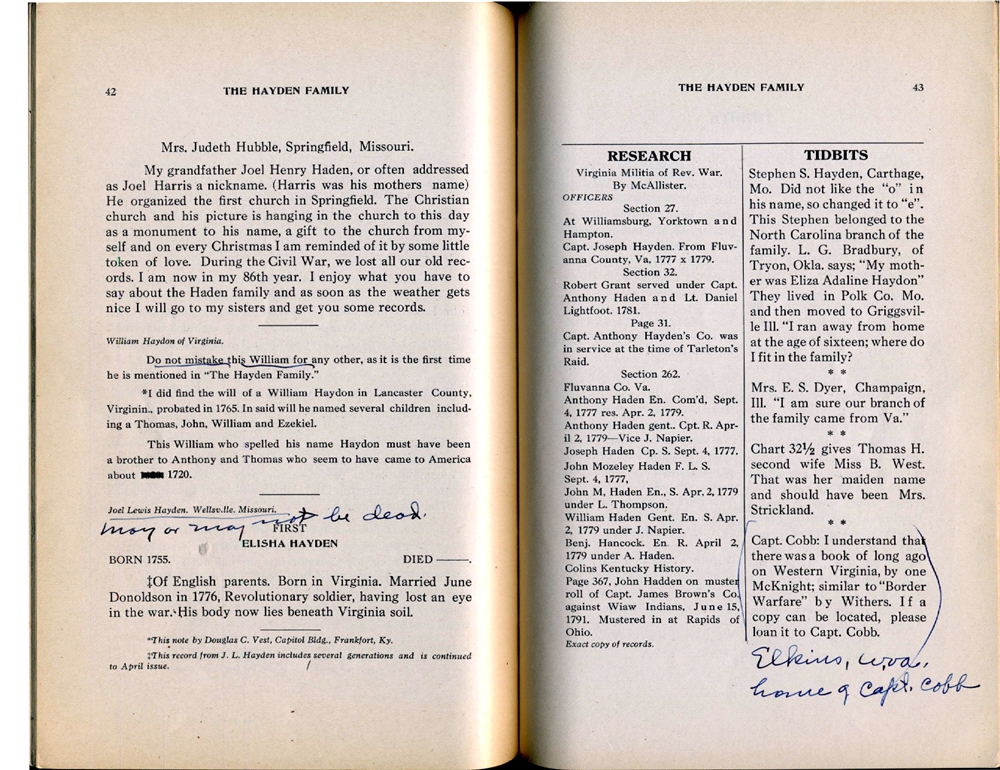 42
THE HAYDEN FAMILY
Mrs. Judeth Hubble, Springfield, Missouri.
My grandfather Joel Henry Haden, or often addressed
as Joel Harris a nickname. (Harris was his mothers name)
He organized the first church in Springfield. The Christian
church and his picture is hanging in the church to this day
as a monument to his name, a gift to the church from my-
self and on every Christmas I am reminded of it by some little
token of love. During the Civil War, we lost all our old rec-
ords. I am now in my 86th year. I enjoy what you have to
say about the Haden family and as soon as the weather gets
nice I will go to my sisters and get you some records.
William Haydon of Virginia.
Do not mistake this William for any other, as it is the first time
he is mentioned in "The Hayden Family."
*I did find the will of a William Haydon in Lancaster County,
Virginin., probated in 1765. In said will he named several children includ-
ing a Thomas, John, William and Ezekiel.
This William who spelled his name Haydon must have been
a brother to Anthony and Thomas who seem to have came to America
about 1720.
Joel Lewis Hayden. Wellsv.lle. Missouri.
may or may not be dead.
FIRST
ELISHA HAYDEN
BORN 1755. DIED ———.
‡Of English parents. Born in Virginia. Married June
Donoldson in 1776, Revolutionary soldier, having lost an eye
in the war. His body now lies beneath Virginia soil.
*This note by Douglas C. Vest, Capitol Bldg., Frankfort, Ky.
‡This record from J. L. Hayden includes several generations and is continued
to April issue.
THE HAYDEN FAMILY
43
RESEARCH
Virginia Militia of Rev. War.
By McAllister.
OFFICERS
Section 27.
At Williamsburg, Yorktown and
Hampton.
Capt. Joseph Hayden. From Fluv-
anna County, Va, 1777 x 1779.
Section 32.
Robert Grant served under Capt.
Anthony Haden and Lt. Daniel
Lightfoot. 1781.
Page 31.
Capt. Anthony Hayden's Co. was
in service at the time of Tarleton's
Raid.
Section 262.
Fluvanna Co. Va.
Anthony Haden En. Com'd, Sept.
4, 1777 res. Apr. 2, 1779.
Anthony Haden gent.. Cpt. R. Apr-
il 2, 1779—Vice J. Napier.
Joseph Haden Cp. S. Sept. 4, 1777.
John Mozeley Haden F. L. S.
Sept. 4, 1777,
John M, Haden En., S. Apr. 2, 1779
under L. Thompson.
William Haden Gent. En. S. Apr.
2, 1779 under J. Napier.
Benj. Hancock. En. R. April 2,
1779 under A. Haden.
Colins Kentucky History.
Page 367, John Hadden on muster
roll of Capt. James Brown's Co.
against Wiaw Indians, June 15,
1791. Mustered in at Rapids of
Ohio.
Exact copy of records.
TIDBITS
Stephen S. Hayden, Carthage,
Mo. Did not like the "o" in
his name, so changed it to "e".
This Stephen belonged to the
North Carolina branch of the
family. L. G. Bradbury, of
Tryon, Okla. says; "My moth-
er was Eliza Adaline Haydon"
They lived in Polk Co. Mo.
and then moved to Griggsvil-
le Ill. "I ran away from home
at the age of sixteen; where do
I fit in the family?
* *
Mrs. E. S. Dyer, Champaign,
Ill. "I am sure our branch of
the family came from Va."
* *
Chart 32½ gives Thomas H.
second wife Miss B. West.
That was her maiden name
and should have been Mrs.
Strickland.
* *
Capt. Cobb: I understand that
there was a book of long ago
on Western Virginia, by one
McKnight; similar to "Border
Warfare" by Withers. If a
copy can be located, please
loan it to Capt. Cobb.
Elkins, W.Va.
home of Capt. Cobb